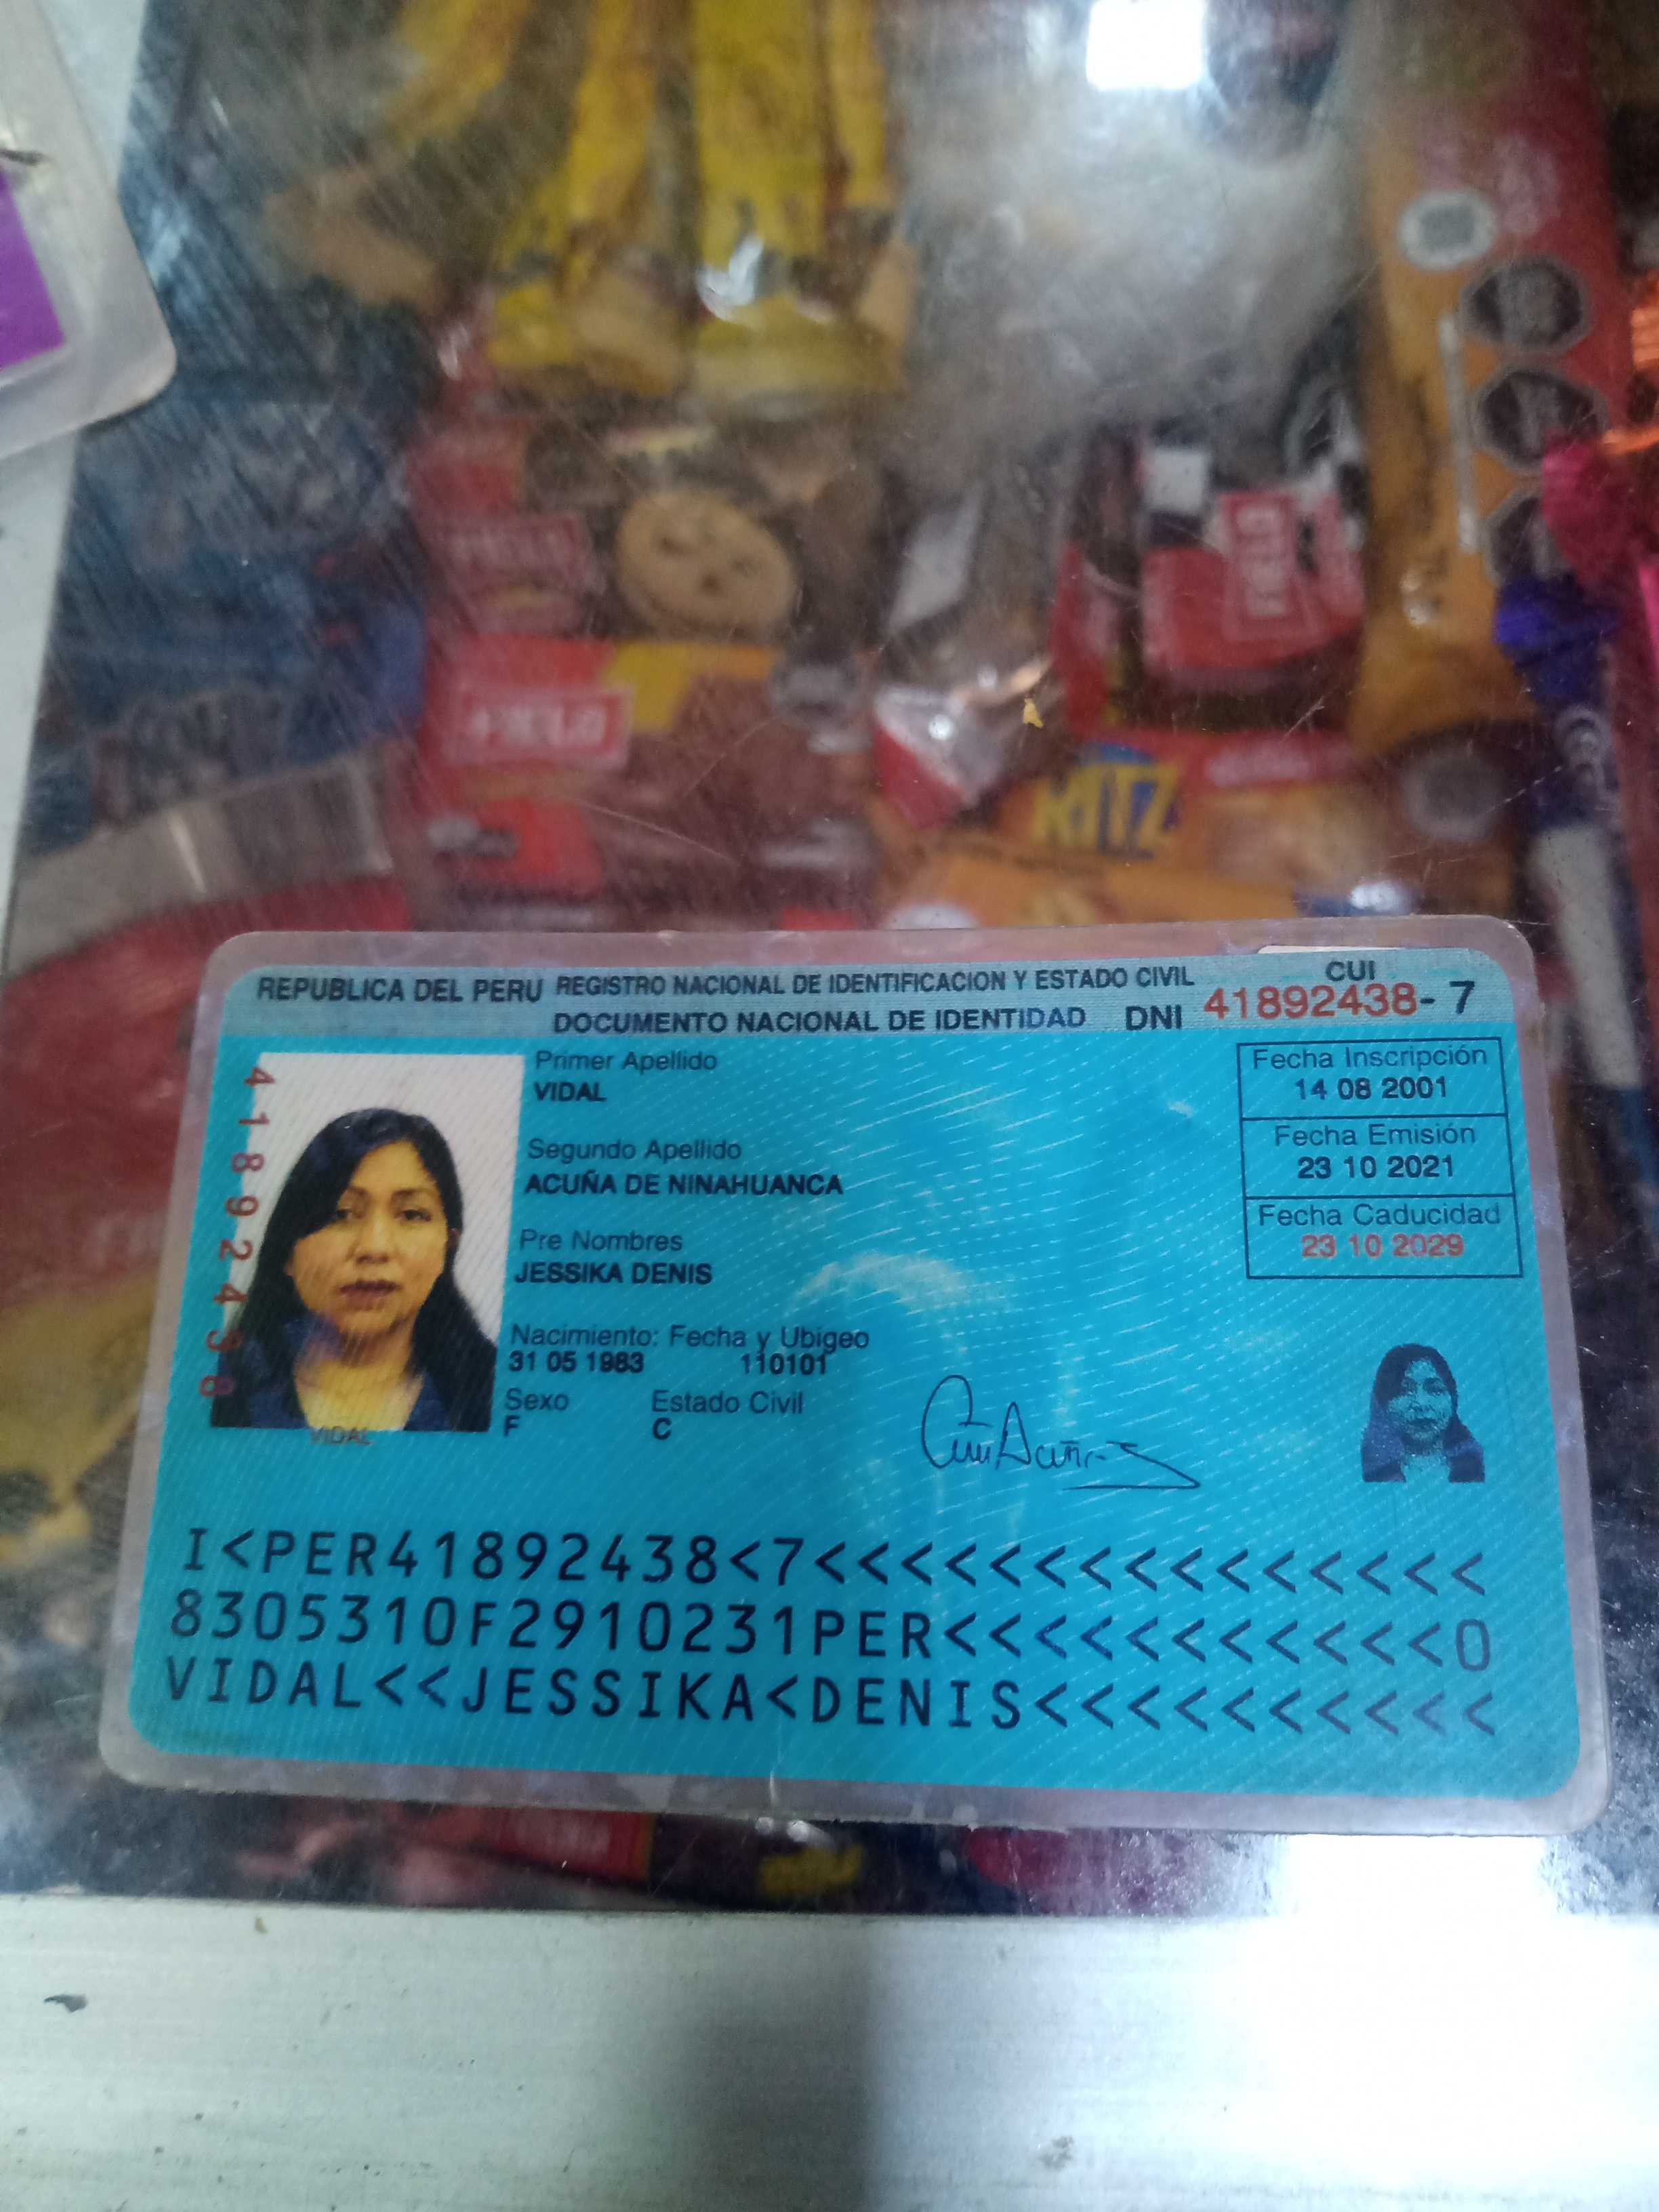 REPUBLICA DEL PERU REGISTRO NACIONAL DE IDENTIFICACION Y ESTADO CIVIL
CUI
DOCUMENTO NACIONAL DE IDENTIDAD DNI 41892438-7
Primer Apellido
VIDAL
Segundo Apellido
ACUÑA DE NINAHUANCA
Pre Nombres
JESSIKA DENIS
Nacimiento: Fecha y Ubigeo
31 05 1983 110101
Sexo Estado Civil
F C
Fecha Inscripción
14 08 2001
Fecha Emisión
23 10 2021
Fecha Caducidad
23 10 2029
41892438
VIDAL
I<PER41892438<7<<<<<<<<<<<<<<<
8305310F2910231PER<<<<<<<<<<<0
VIDAL<<JESSIKA<DENIS<<<<<<<<<<
RITZ
FIELD